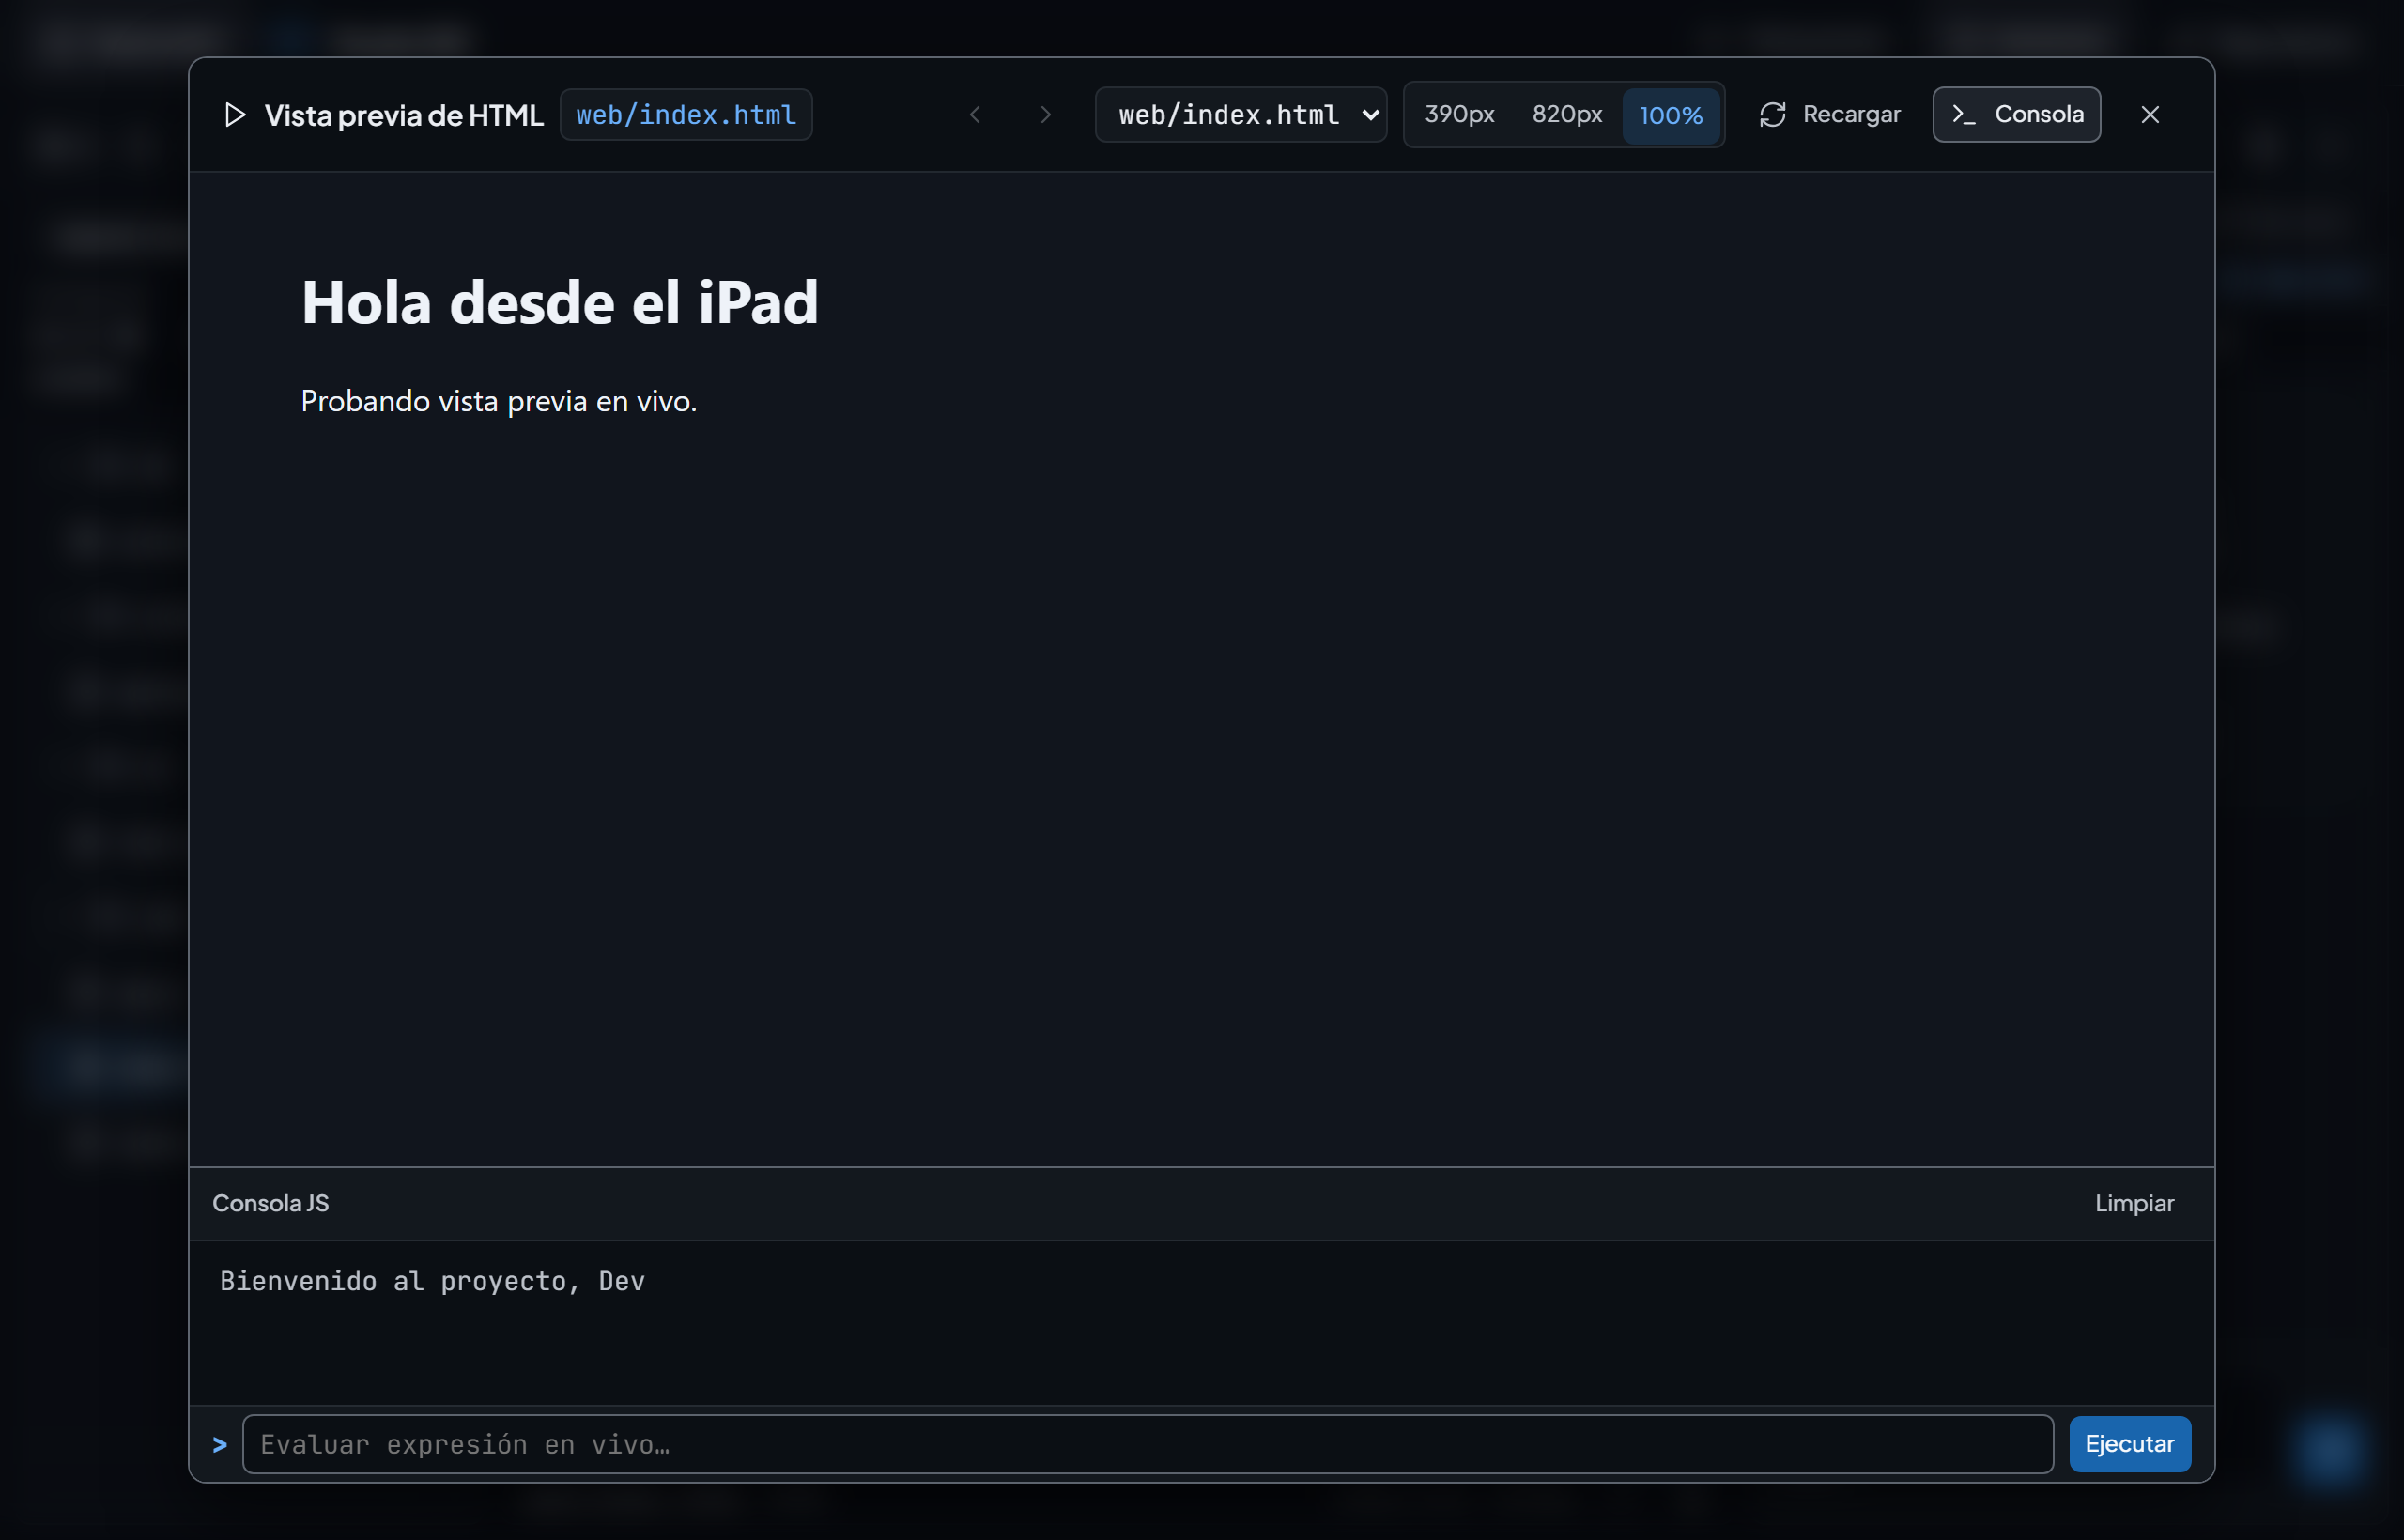 Vista previa de HTML web/index.html web/index.html 390px 820px 100% Recargar Consola
Hola desde el iPad
Probando vista previa en vivo.
Consola JS Limpiar
Bienvenido al proyecto, Dev
> Evaluar expresión en vivo… Ejecutar